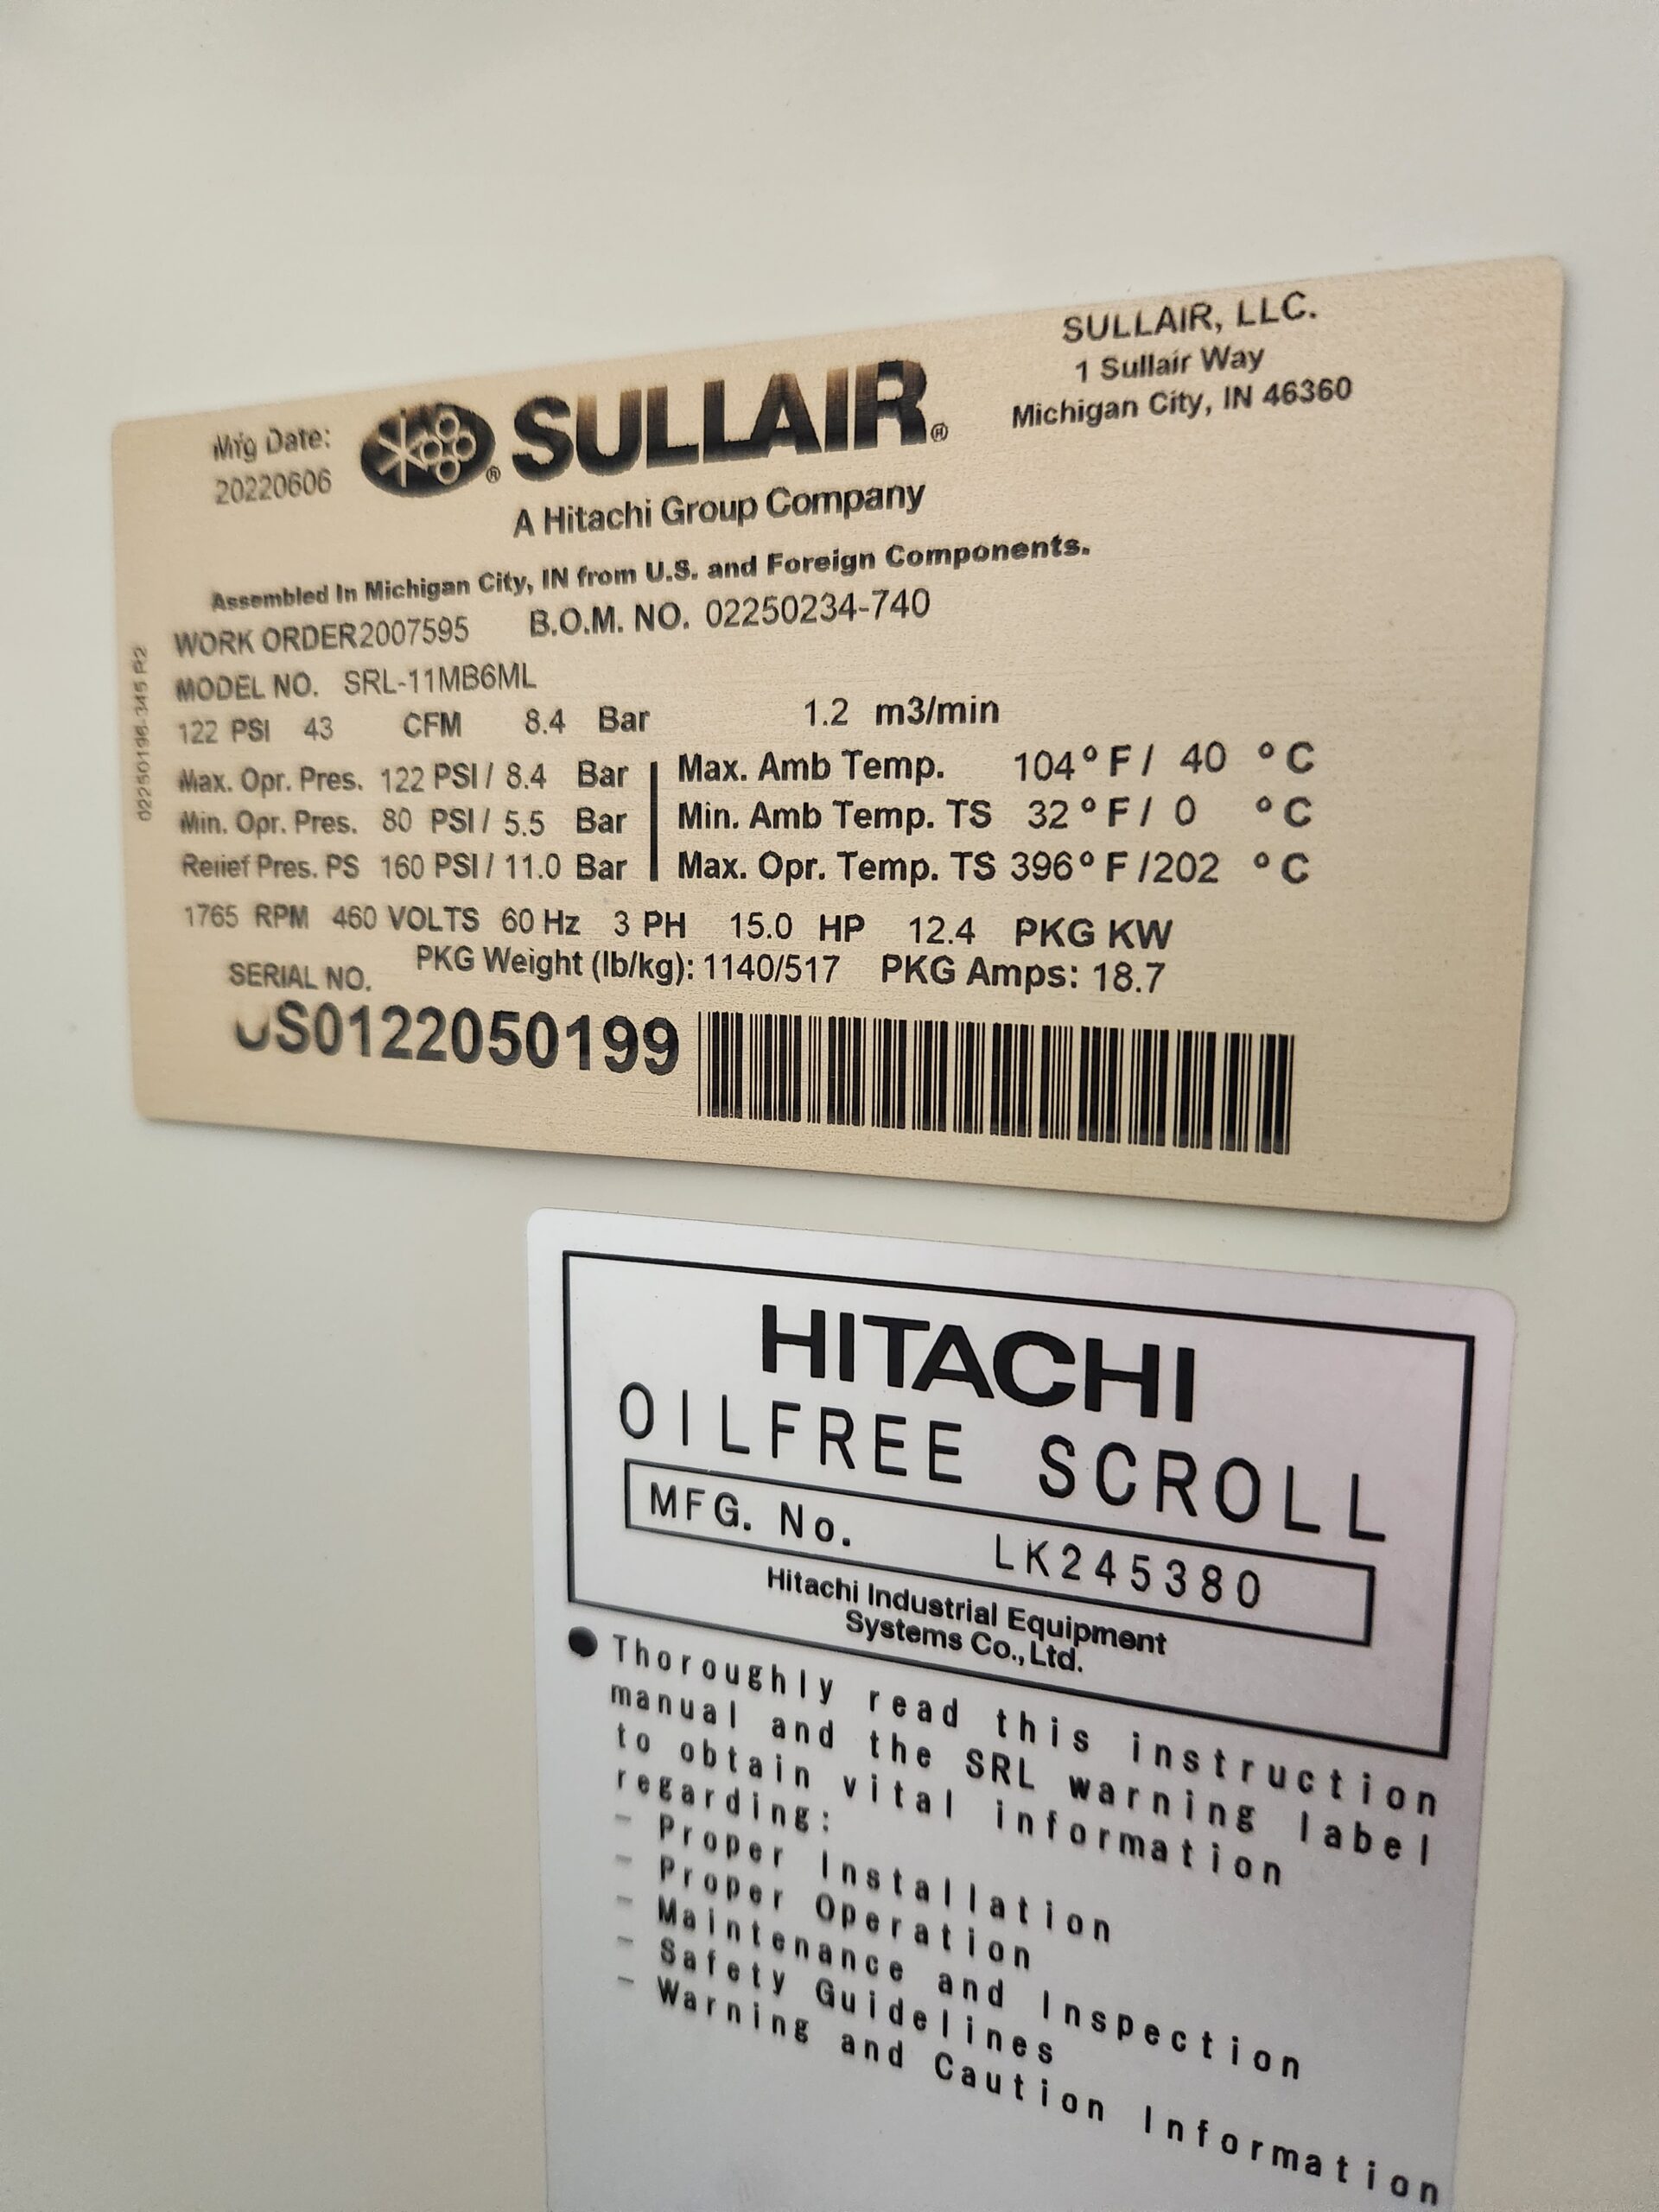 SULLAIR, LLC.
1 Sullair Way
Michigan City, IN 46360
Mfg Date:
20220606
SULLAIR®
A Hitachi Group Company
Assembled In Michigan City, IN from U.S. and Foreign Components.
WORK ORDER2007595 B.O.M. NO. 02250234-740
MODEL NO. SRL-11MB6ML
122 PSI 43 CFM 8.4 Bar 1.2 m3/min
Max. Opr. Pres. 122 PSI / 8.4 Bar Max. Amb Temp. 104° F / 40 °C
Min. Opr. Pres. 80 PSI / 5.5 Bar Min. Amb Temp. TS 32° F / 0 °C
Relief Pres. PS 160 PSI / 11.0 Bar Max. Opr. Temp. TS 396° F /202 °C
1765 RPM 460 VOLTS 60 Hz 3 PH 15.0 HP 12.4 PKG KW
PKG Weight (lb/kg): 1140/517 PKG Amps: 18.7
SERIAL NO.
US0122050199
02250196-345 R2
HITACHI
OILFREE SCROLL
MFG. No. LK245380
Hitachi Industrial Equipment
Systems Co., Ltd.
● Thoroughly read this instruction
manual and the SRL warning label
to obtain vital information
regarding:
- Proper Installation
- Proper Operation
- Maintenance and Inspection
- Safety Guidelines
- Warning and Caution Information